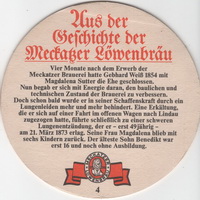 Aus der
Geschichte der
Meckatzer Löwenbräu
Vier Monate nach dem Erwerb der
Meckatzer Brauerei hatte Gebhard Weiß 1854 mit
Magdalena Sutter die Ehe geschlossen.
Nun begab er sich mit Energie daran, den baulichen und
technischen Zustand der Brauerei zu verbessern.
Doch schon bald wurde er in seiner Schaffenskraft durch ein
Lungenleiden mehr und mehr behindert. Eine Erkältung,
die er sich auf einer Fahrt im offenen Wagen nach Lindau
zugezogen hatte, führte schließlich zu einer schweren
Lungenentzündung, der er – erst 49jährig –
am 21. März 1873 erlag. Seine Frau Magdalena blieb mit
sechs Kindern zurück. Der älteste Sohn Benedikt war
erst 16 und noch ohne Ausbildung.
4